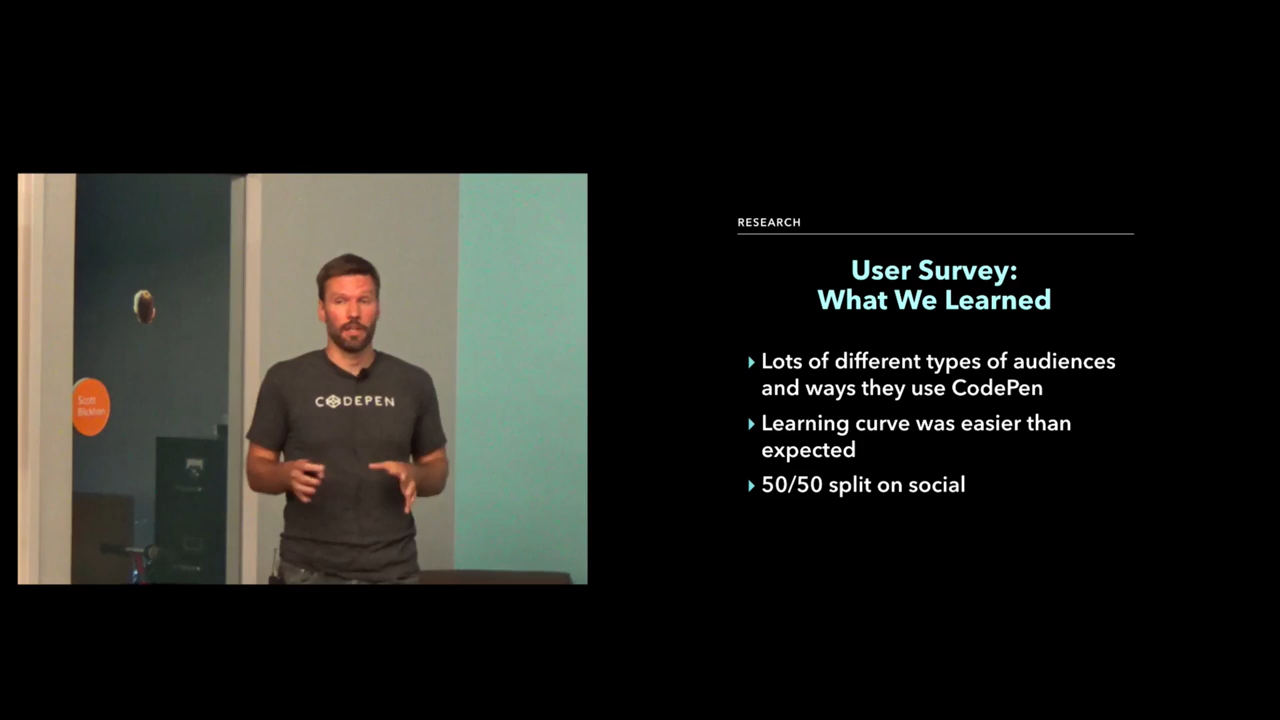 Scott
CODEPEN
RESEARCH
User Survey:
What We Learned
Lots of different types of audiences
and ways they use CodePen
Learning curve was easier than
expected
50/50 split on social